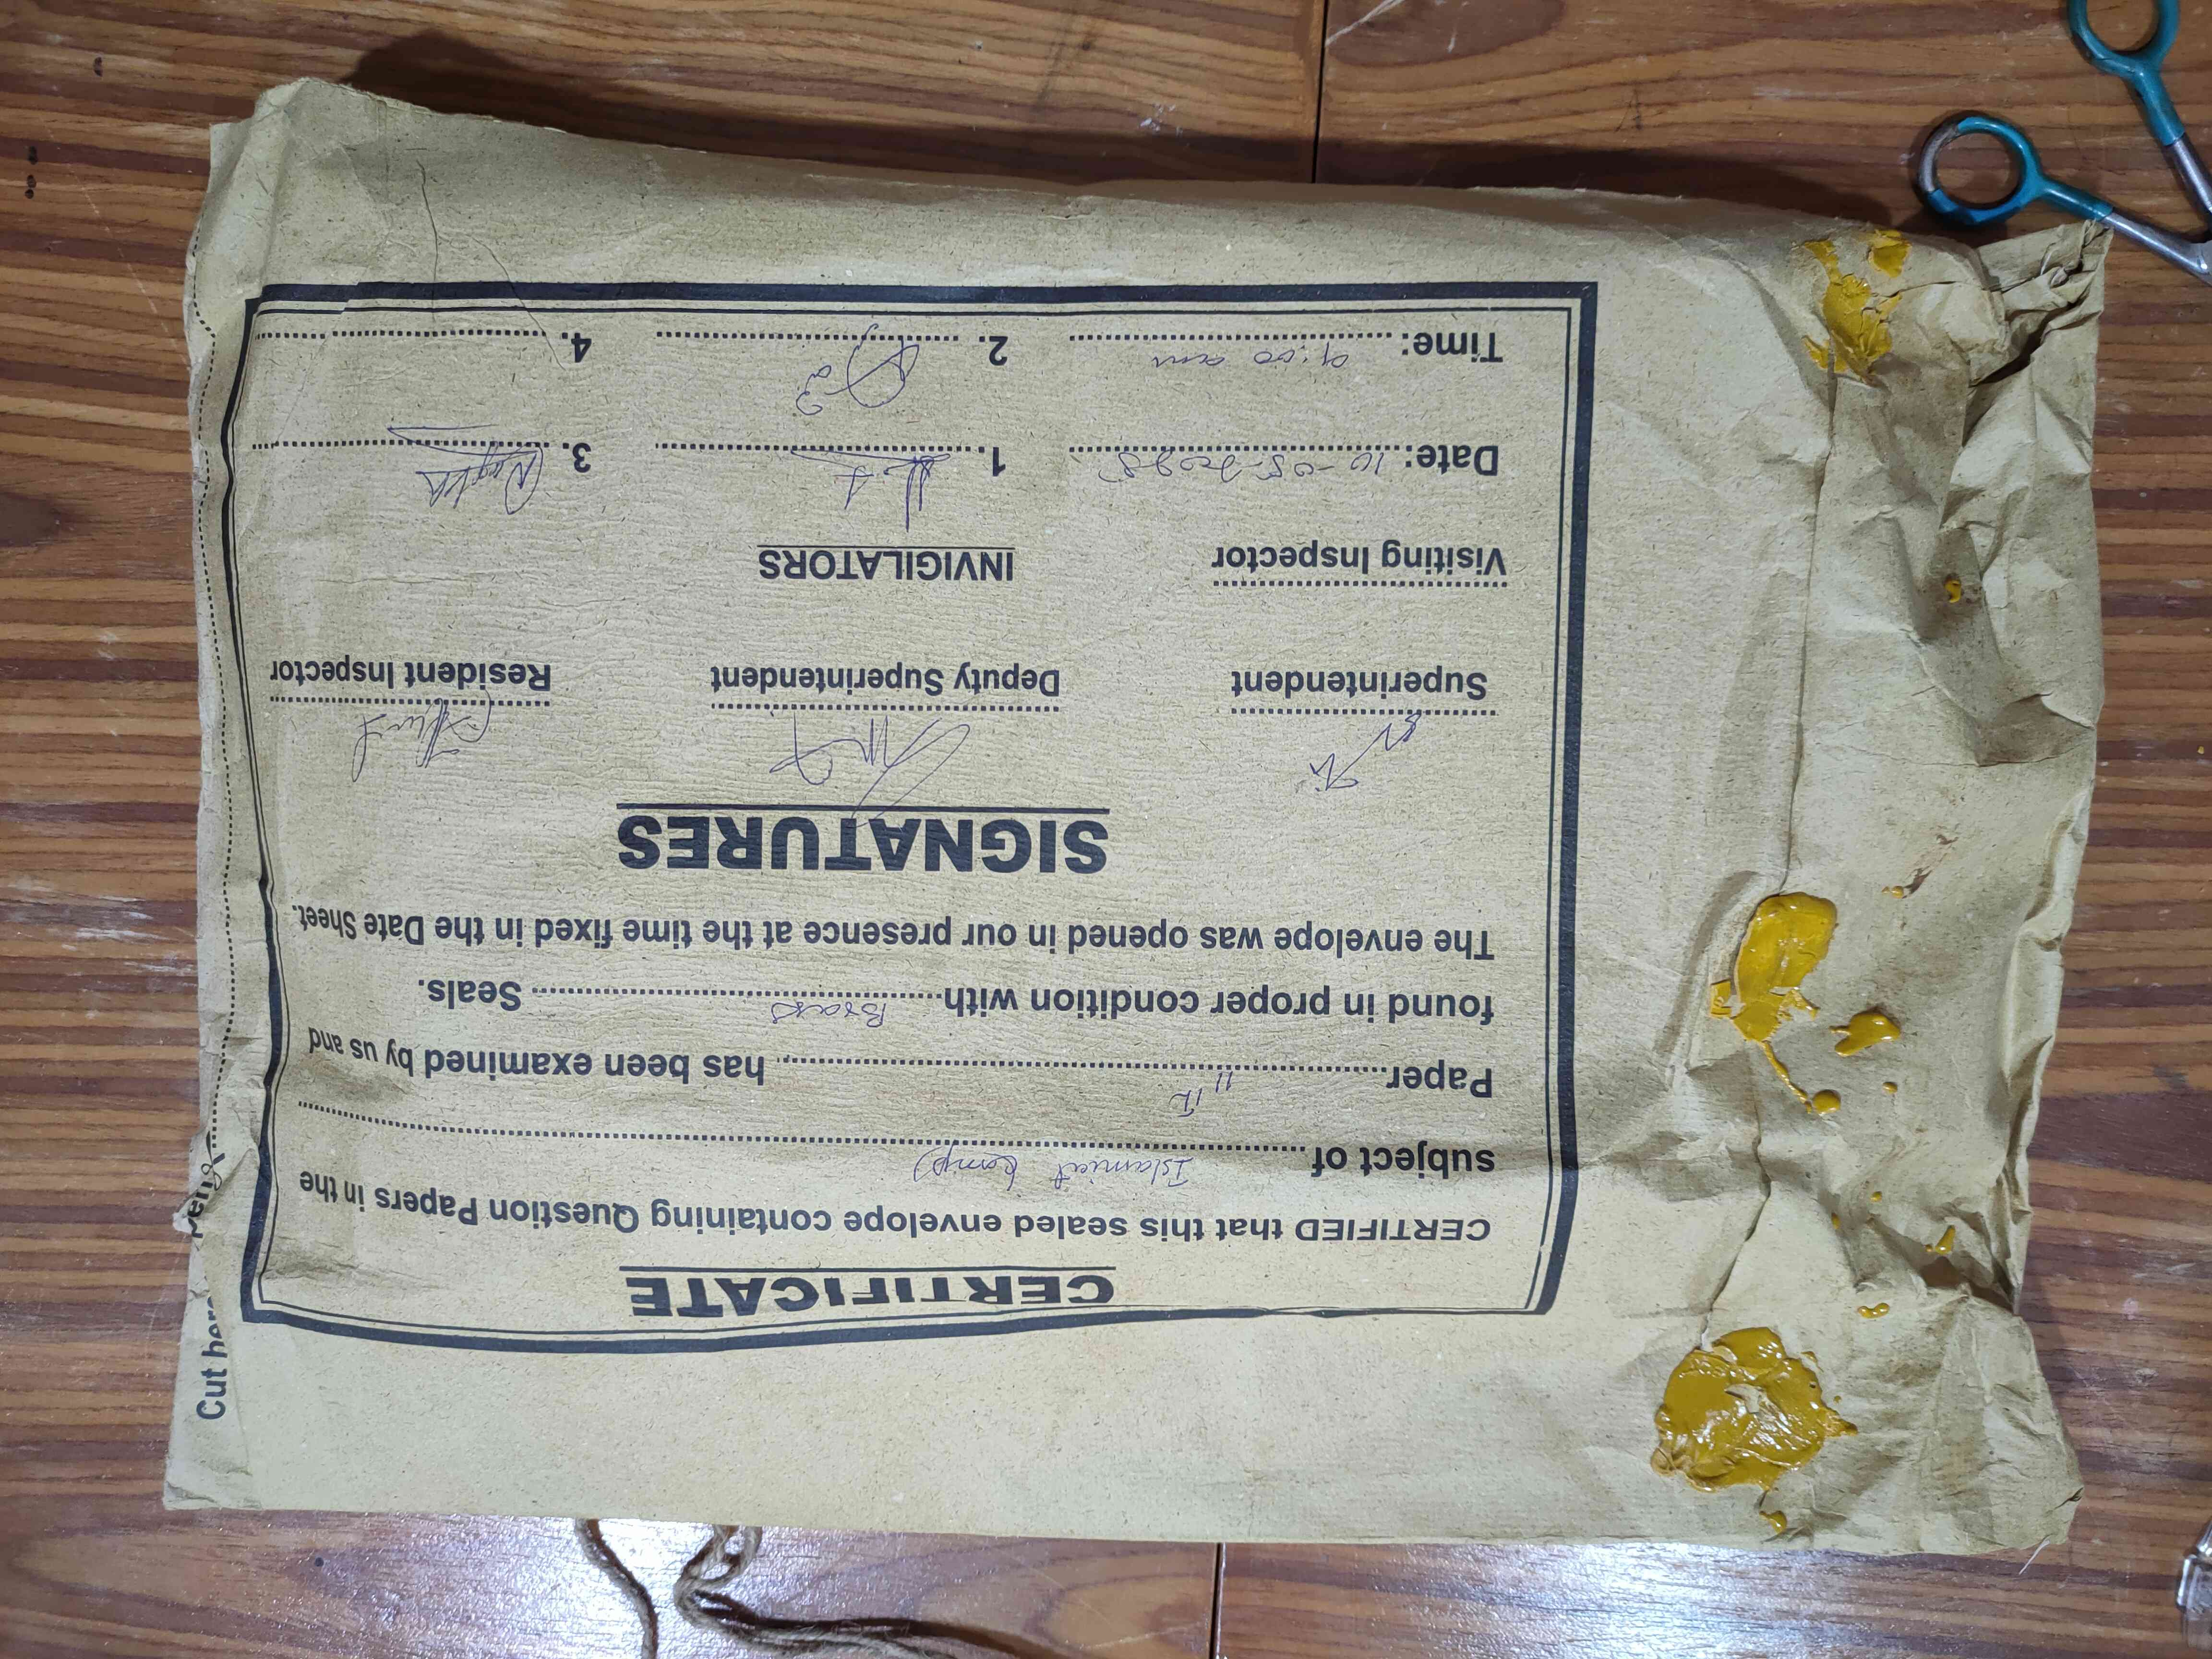 CERTIFICATE
CERTIFIED that this sealed envelope containing Question Papers in the
subject of Islamiat (comp)
Paper 11th has been examined by us and
found in proper condition with Brass Seals.
The envelope was opened in our presence at the time fixed in the Date Sheet.
SIGNATURES
Superintendent Deputy Superintendent Resident Inspector
Visiting Inspector INVIGILATORS
Date: 10-05-2025 1. 3.
Time: 9:00 am 2. 4.
Cut here